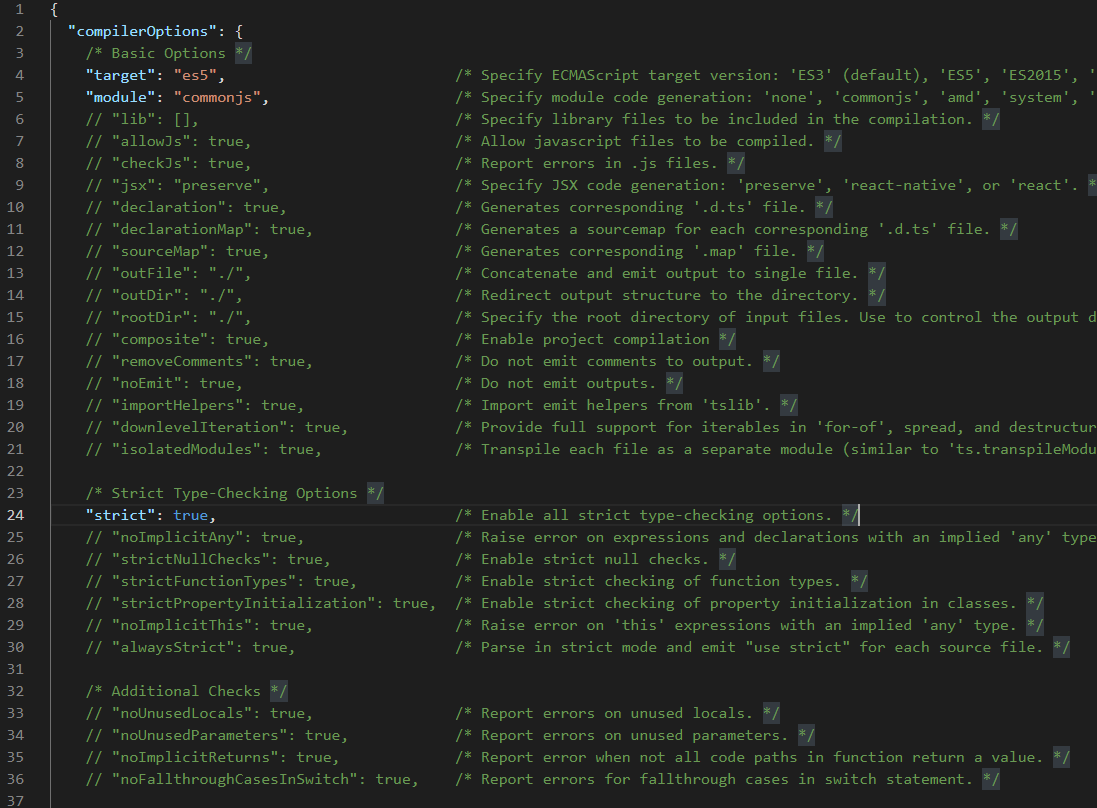 1 {
2 "compilerOptions": {
3 /* Basic Options */
4 "target": "es5", /* Specify ECMAScript target version: 'ES3' (default), 'ES5', 'ES2015', '
5 "module": "commonjs", /* Specify module code generation: 'none', 'commonjs', 'amd', 'system', '
6 // "lib": [], /* Specify library files to be included in the compilation. */
7 // "allowJs": true, /* Allow javascript files to be compiled. */
8 // "checkJs": true, /* Report errors in .js files. */
9 // "jsx": "preserve", /* Specify JSX code generation: 'preserve', 'react-native', or 'react'. *
10 // "declaration": true, /* Generates corresponding '.d.ts' file. */
11 // "declarationMap": true, /* Generates a sourcemap for each corresponding '.d.ts' file. */
12 // "sourceMap": true, /* Generates corresponding '.map' file. */
13 // "outFile": "./", /* Concatenate and emit output to single file. */
14 // "outDir": "./", /* Redirect output structure to the directory. */
15 // "rootDir": "./", /* Specify the root directory of input files. Use to control the output d
16 // "composite": true, /* Enable project compilation */
17 // "removeComments": true, /* Do not emit comments to output. */
18 // "noEmit": true, /* Do not emit outputs. */
19 // "importHelpers": true, /* Import emit helpers from 'tslib'. */
20 // "downlevelIteration": true, /* Provide full support for iterables in 'for-of', spread, and destructur
21 // "isolatedModules": true, /* Transpile each file as a separate module (similar to 'ts.transpileModu
22
23 /* Strict Type-Checking Options */
24 "strict": true, /* Enable all strict type-checking options. */
25 // "noImplicitAny": true, /* Raise error on expressions and declarations with an implied 'any' type
26 // "strictNullChecks": true, /* Enable strict null checks. */
27 // "strictFunctionTypes": true, /* Enable strict checking of function types. */
28 // "strictPropertyInitialization": true, /* Enable strict checking of property initialization in classes. */
29 // "noImplicitThis": true, /* Raise error on 'this' expressions with an implied 'any' type. */
30 // "alwaysStrict": true, /* Parse in strict mode and emit "use strict" for each source file. */
31
32 /* Additional Checks */
33 // "noUnusedLocals": true, /* Report errors on unused locals. */
34 // "noUnusedParameters": true, /* Report errors on unused parameters. */
35 // "noImplicitReturns": true, /* Report error when not all code paths in function return a value. */
36 // "noFallthroughCasesInSwitch": true, /* Report errors for fallthrough cases in switch statement. */
37